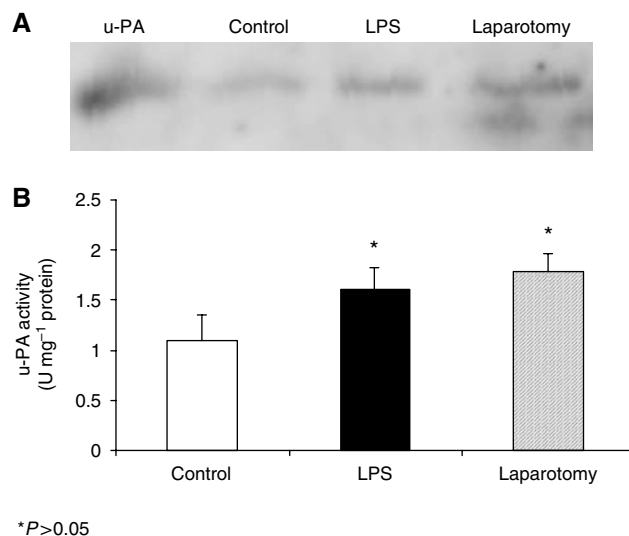 A
u-PA Control LPS Laparotomy
B
u-PA activity
(U mg⁻¹ protein)
2.5
2
1.5
1
0.5
0
*
*
Control LPS Laparotomy
*P>0.05